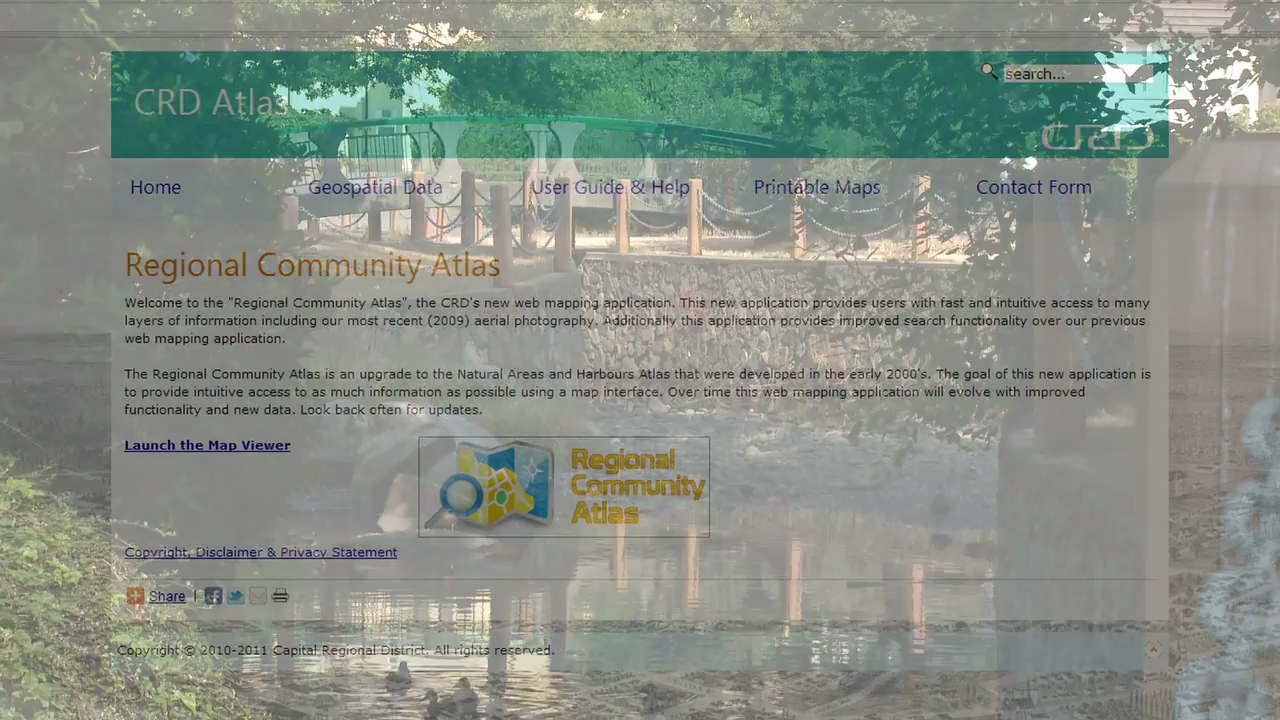 search...
CRD Atlas
CRD
Home Geospatial Data User Guide & Help Printable Maps Contact Form
Regional Community Atlas
Welcome to the "Regional Community Atlas", the CRD's new web mapping application. This new application provides users with fast and intuitive access to many
layers of information including our most recent (2009) aerial photography. Additionally this application provides improved search functionality over our previous
web mapping application.
The Regional Community Atlas is an upgrade to the Natural Areas and Harbours Atlas that were developed in the early 2000's. The goal of this new application is
to provide intuitive access to as much information as possible using a map interface. Over time this web mapping application will evolve with improved
functionality and new data. Look back often for updates.
Launch the Map Viewer
Regional
Community
Atlas
Copyright, Disclaimer & Privacy Statement
Share |
Copyright © 2010-2011 Capital Regional District. All rights reserved.